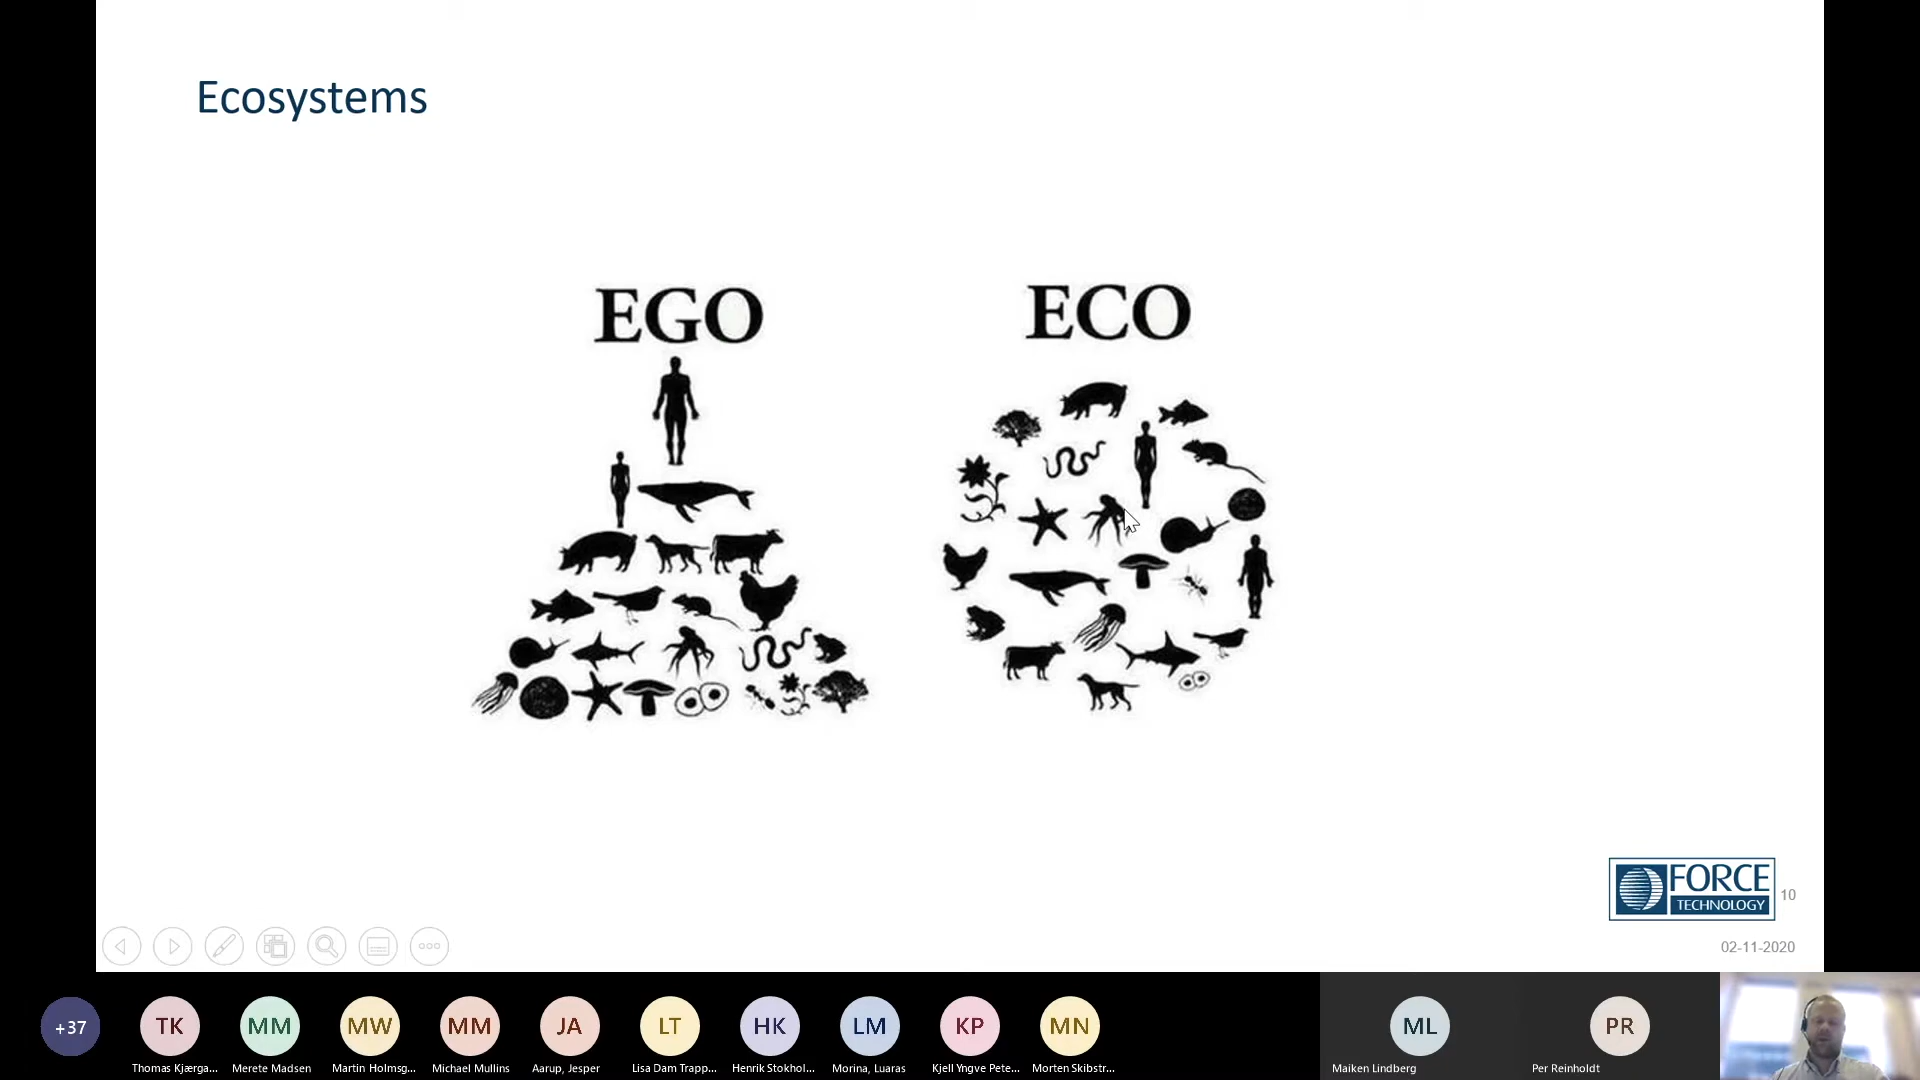 Ecosystems
EGO
ECO
FORCE
TECHNOLOGY
10
02-11-2020
+37
TK
MM
MW
MM
JA
LT
HK
LM
KP
MN
ML
PR
Thomas Kjærga...
Merete Madsen
Martin Holmsg...
Michael Mullins
Aarup, Jesper
Lisa Dam Trapp...
Henrik Stokhol...
Morina, Luaras
Kjell Yngve Pete...
Morten Skibstr...
Maiken Lindberg
Per Reinholdt